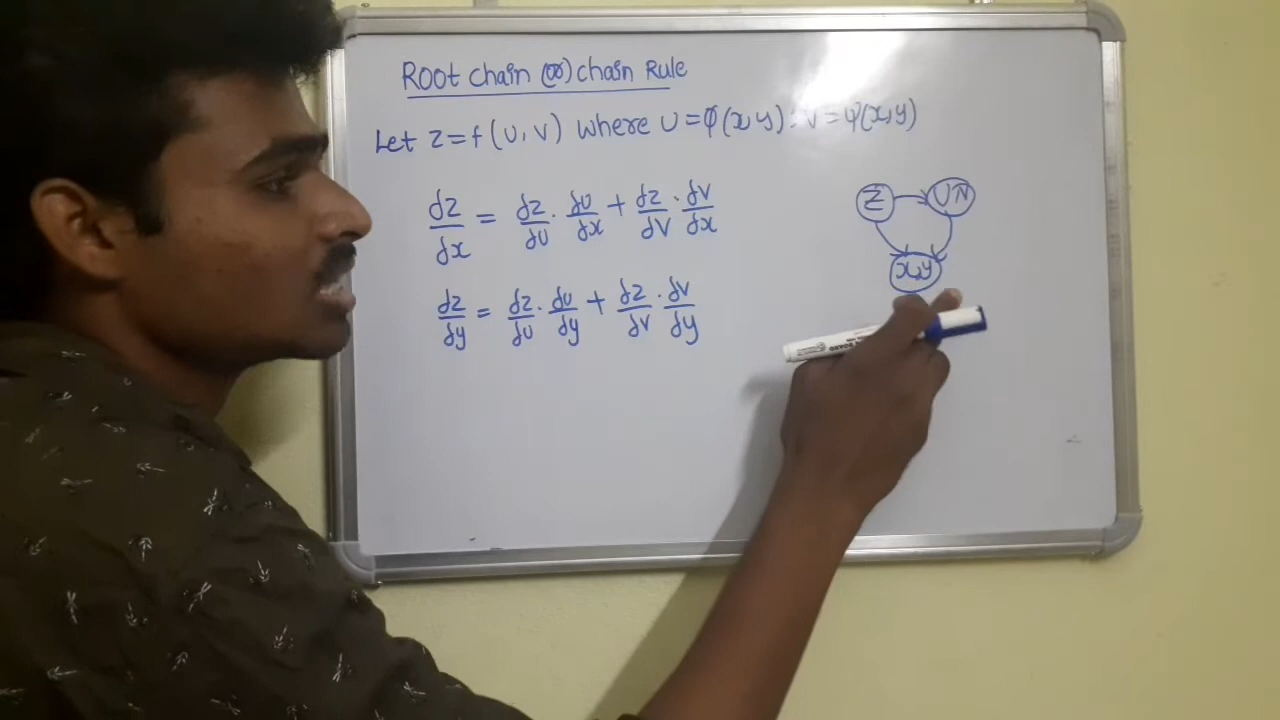 Root chain (or) chain Rule
Let Z = f(U, V) where U = φ(x, y) : V = ψ(x, y)
∂z/∂x = ∂z/∂u · ∂u/∂x + ∂z/∂v · ∂v/∂x
∂z/∂y = ∂z/∂u · ∂u/∂y + ∂z/∂v · ∂v/∂y
Z
U,V
x,y